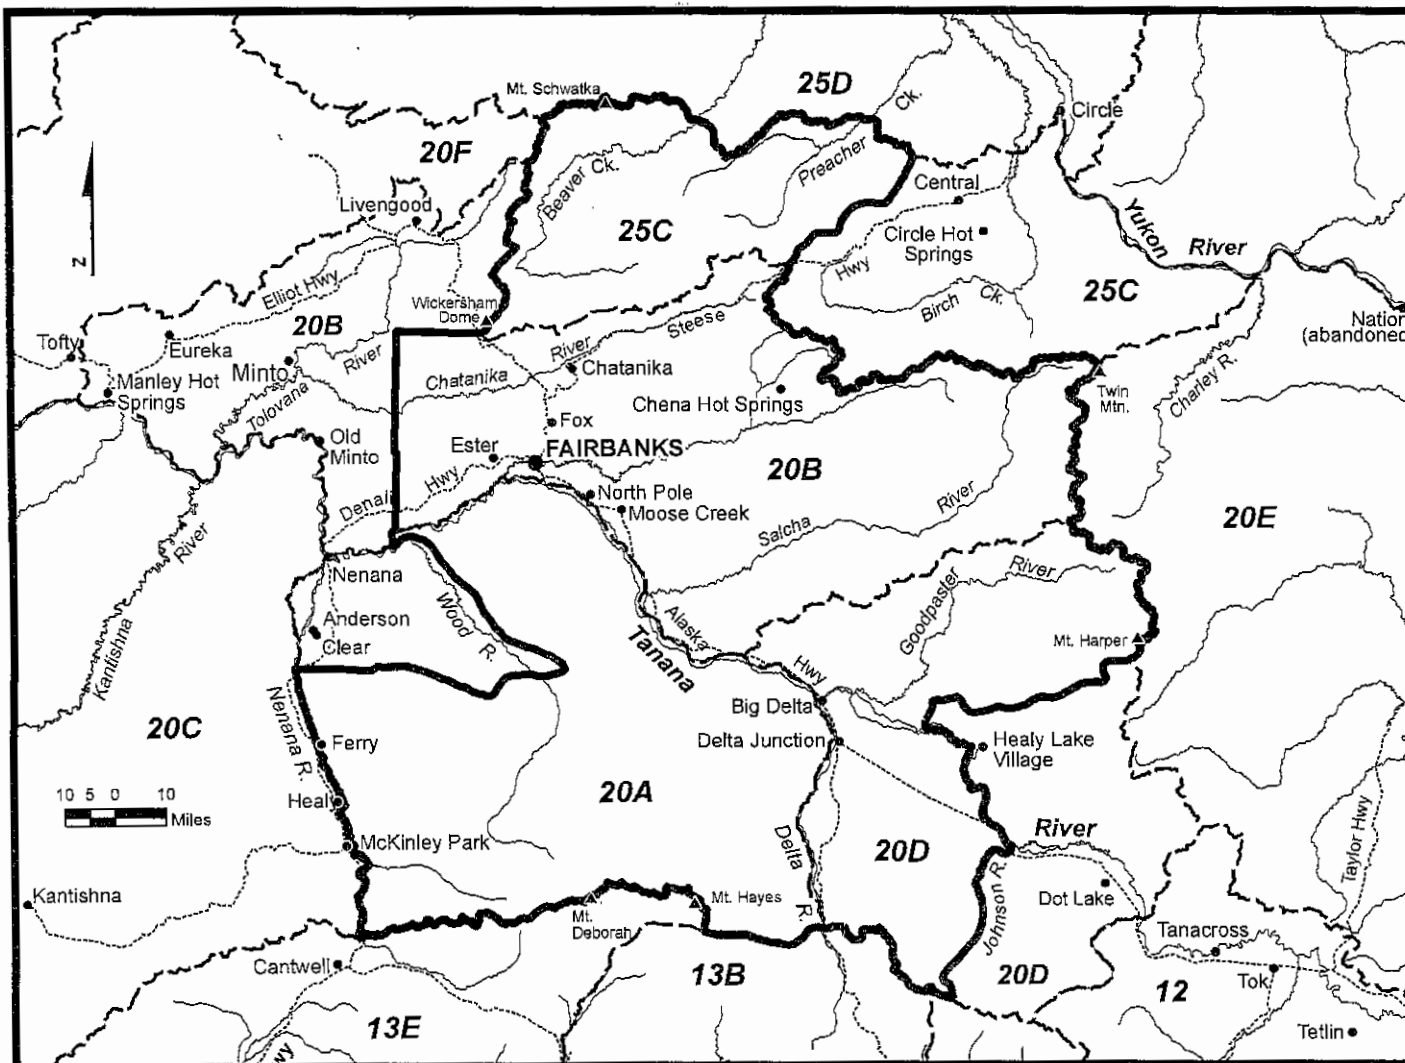 Mt. Schwatka
25D
Ck.
Circle
20F
Preacher
Beaver Ck.
Central
Livengood
25C
Yukon
River
Circle Hot
Springs
Hwy
N
Elliot Hwy
25C
Birch Ck.
Wickersham
Dome
20B
Steese
Nation
(abandoned
Tofty
Eureka
River
River
Chatanika
Chatanika
Minto
Manley Hot
Springs
Twin
Mtn.
Charley R.
Tolovana
Chena Hot Springs
Fox
Old
Minto
Ester
FAIRBANKS
20B
Denali
Hwy
North Pole
Moose Creek
River
Salcha
20E
River
Kantishna
Nenana
Wood
R.
Goodpaster
River
Anderson
Clear
Alaska
Hwy
Tanana
Mt. Harper
Nenana R.
Big Delta
20C
Ferry
Delta Junction
Healy Lake
Village
10 5 0 10
Miles
Healy
20A
River
McKinley Park
Delta
R.
20D
Taylor Hwy
Kantishna
Johnson R.
Dot Lake
Mt.
Deborah
Mt. Hayes
Tanacross
Cantwell
13B
20D
12
Tok
13E
Tetlin
wy